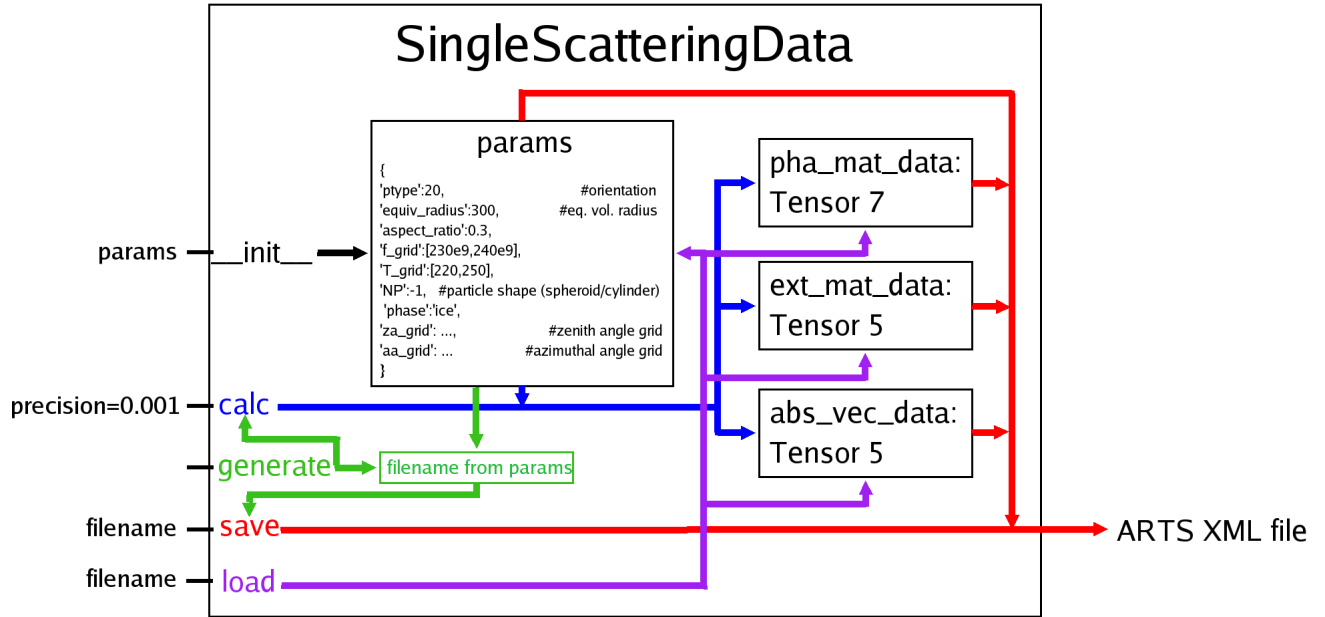 SingleScatteringData
params
{
'ptype':20, #orientation
'equiv_radius':300, #eq. vol. radius
'aspect_ratio':0.3,
'f_grid':[230e9,240e9],
'T_grid':[220,250],
'NP':-1, #particle shape (spheroid/cylinder)
'phase':'ice',
'za_grid': ..., #zenith angle grid
'aa_grid': ... #azimuthal angle grid
}
pha_mat_data:
Tensor 7
ext_mat_data:
Tensor 5
abs_vec_data:
Tensor 5
params __init__
precision=0.001 calc
generate filename from params
filename save ARTS XML file
filename load